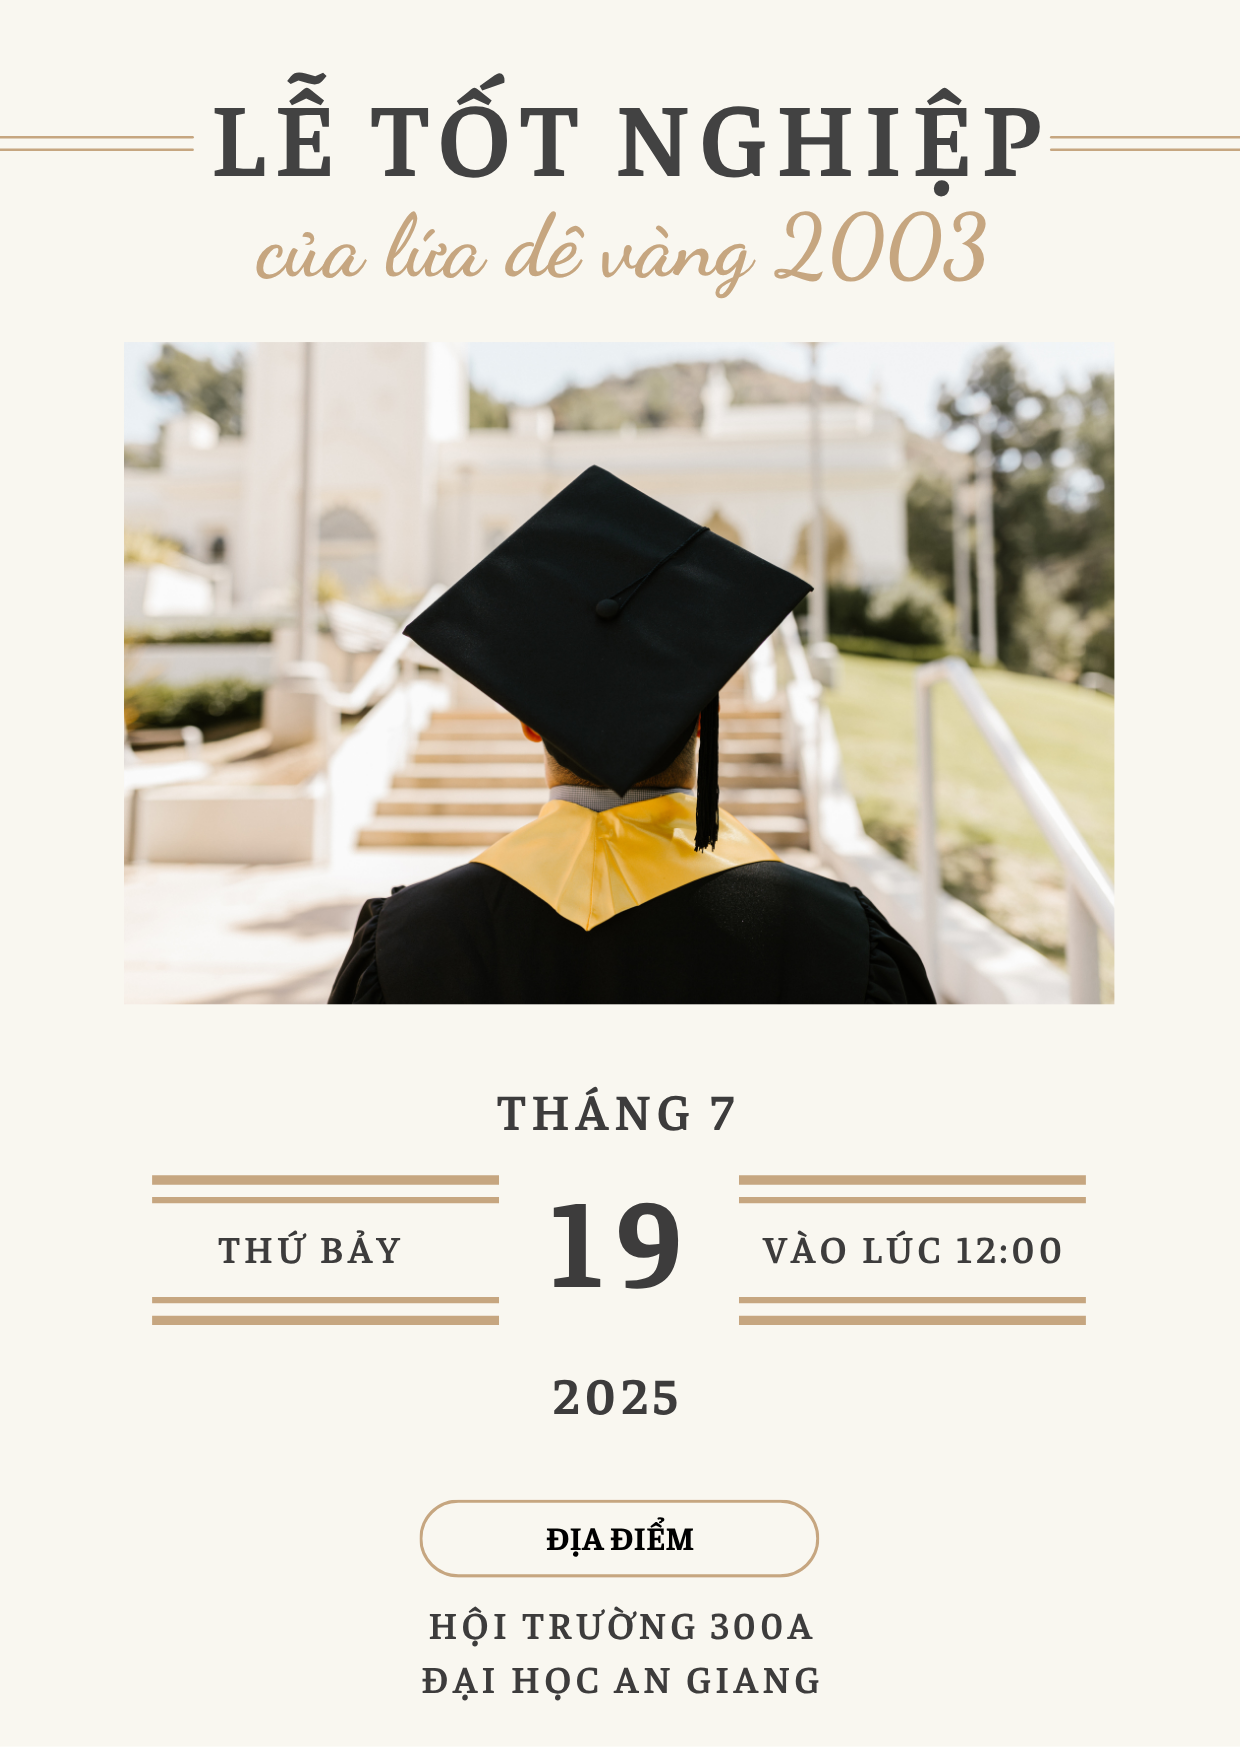 LỄ TỐT NGHIỆP
của lứa dê vàng 2003
THÁNG 7
THỨ BẢY
19
VÀO LÚC 12:00
2025
ĐỊA ĐIỂM
HỘI TRƯỜNG 300A
ĐẠI HỌC AN GIANG